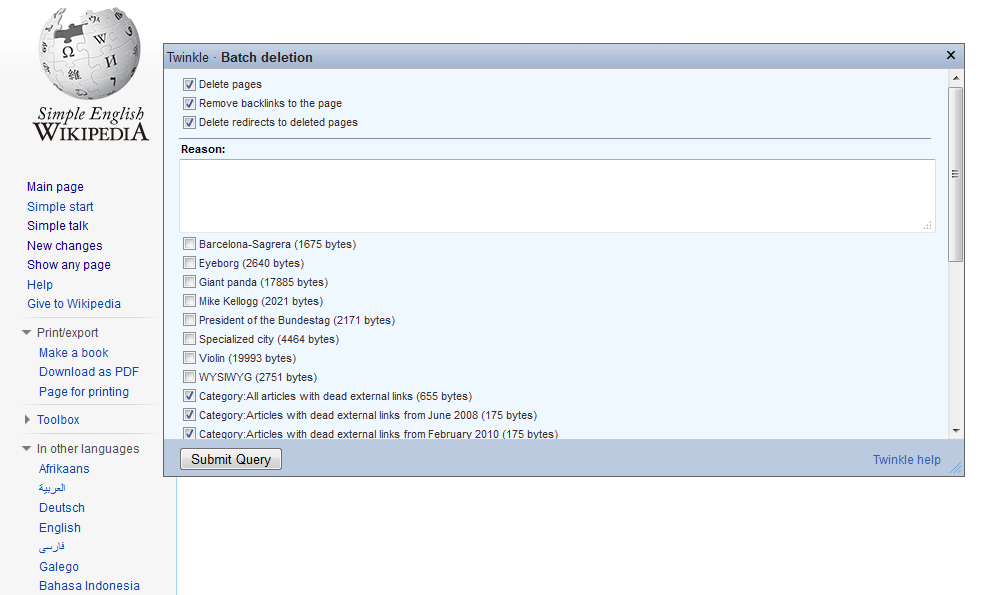 Simple English
WIKIPEDIA
Main page
Simple start
Simple talk
New changes
Show any page
Help
Give to Wikipedia
Print/export
Make a book
Download as PDF
Page for printing
Toolbox
In other languages
Afrikaans
العربية
Deutsch
English
فارسی
Galego
Bahasa Indonesia
Twinkle · Batch deletion
Delete pages
Remove backlinks to the page
Delete redirects to deleted pages
Reason:
Barcelona-Sagrera (1675 bytes)
Eyeborg (2640 bytes)
Giant panda (17885 bytes)
Mike Kellogg (2021 bytes)
President of the Bundestag (2171 bytes)
Specialized city (4464 bytes)
Violin (19993 bytes)
WYSIWYG (2751 bytes)
Category:All articles with dead external links (655 bytes)
Category:Articles with dead external links from June 2008 (175 bytes)
Category:Articles with dead external links from February 2010 (175 bytes)
Submit Query
Twinkle help